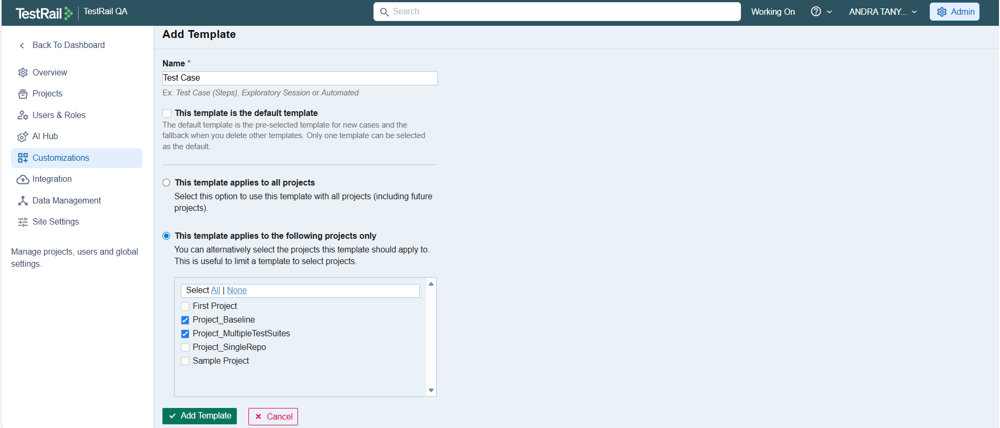 TestRail
TestRail QA
Search
Working On
ANDRA TANY...
Admin
Back To Dashboard
Overview
Projects
Users & Roles
AI Hub
Customizations
Integration
Data Management
Site Settings
Manage projects, users and global
settings.
Add Template
Name *
Test Case
Ex: Test Case (Steps), Exploratory Session or Automated
This template is the default template
The default template is the pre-selected template for new cases and the
fallback when you delete other templates. Only one template can be selected
as the default.
This template applies to all projects
Select this option to use this template with all projects (including future
projects).
This template applies to the following projects only
You can alternatively select the projects this template should apply to.
This is useful to limit a template to select projects.
Select All | None
First Project
Project_Baseline
Project_MultipleTestSuites
Project_SingleRepo
Sample Project
Add Template
Cancel